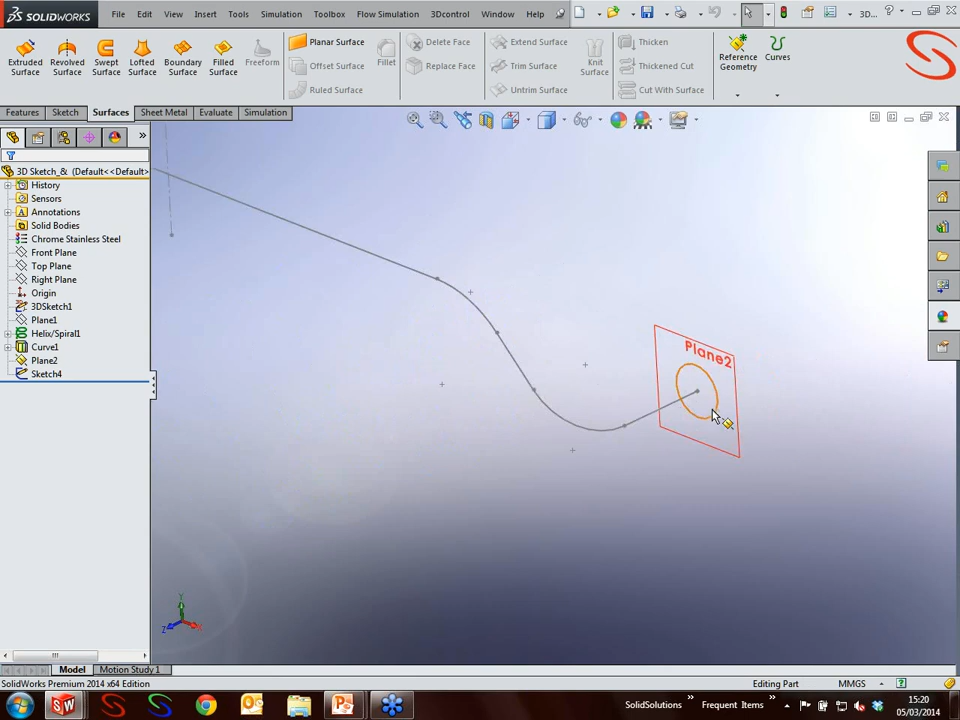 SOLIDWORKS File Edit View Insert Tools Simulation Toolbox Flow Simulation 3Dcontrol Window Help 3D...
Extruded Surface
Revolved Surface
Swept Surface
Lofted Surface
Boundary Surface
Filled Surface
Freeform
Planar Surface
Offset Surface
Ruled Surface
Fillet
Delete Face
Replace Face
Extend Surface
Trim Surface
Untrim Surface
Knit Surface
Thicken
Thickened Cut
Cut With Surface
Reference Geometry
Curves
Features Sketch Surfaces Sheet Metal Evaluate Simulation
3D Sketch_& (Default<<Default>
History
Sensors
Annotations
Solid Bodies
Chrome Stainless Steel
Front Plane
Top Plane
Right Plane
Origin
3DSketch1
Plane1
Helix/Spiral1
Curve1
Plane2
Sketch4
Plane2
Y
Z
X
Model Motion Study 1
SolidWorks Premium 2014 x64 Edition Editing Part MMGS
SolidSolutions Frequent Items 15:20
05/03/2014